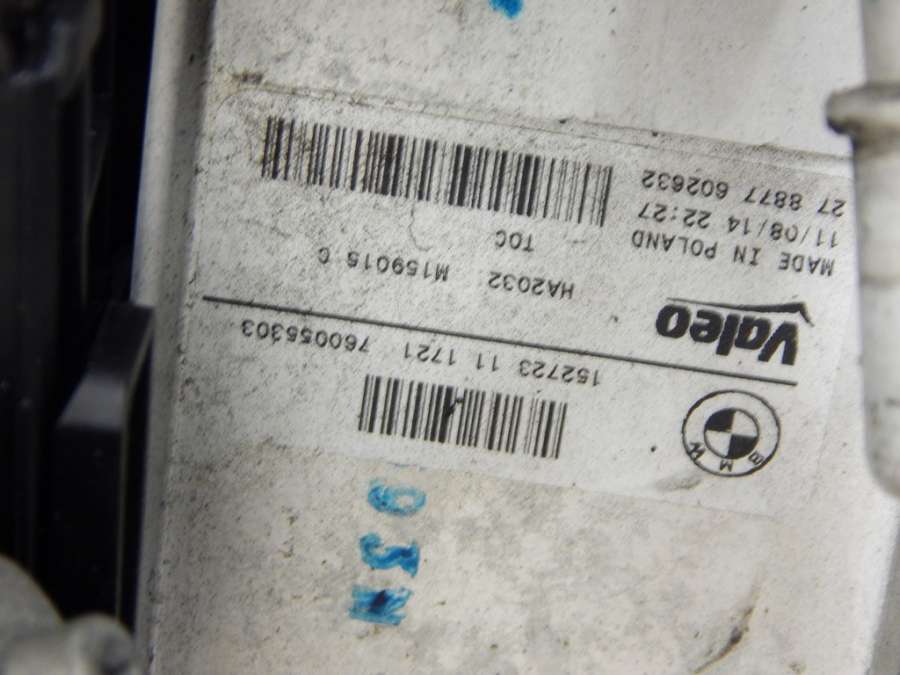 BMW
152723 11 1721 760055303
Valeo
HA2032 M159015 C
MADE IN POLAND TOC
11/08/14 22:27
27 8877 602632
N